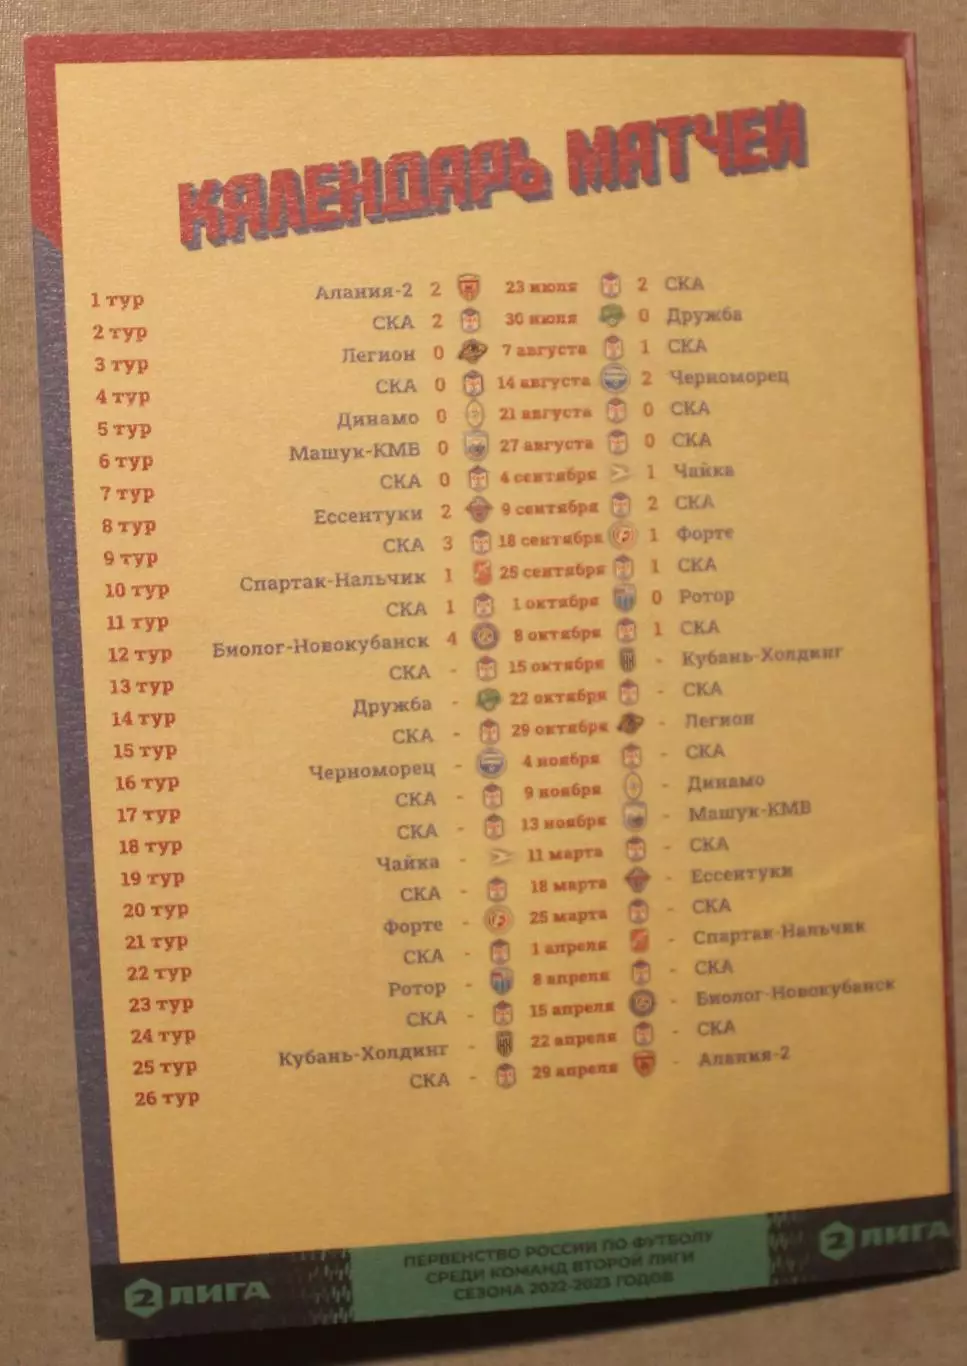 КАЛЕНДАРЬ МАТЧЕЙ
1 тур Алания-2 2 23 июля 2 СКА
2 тур СКА 2 30 июля 0 Дружба
3 тур Легион 0 7 августа 1 СКА
4 тур СКА 0 14 августа 2 Черноморец
5 тур Динамо 0 21 августа 0 СКА
6 тур Машук-КМВ 0 27 августа 0 СКА
7 тур СКА 0 4 сентября 1 Чайка
8 тур Ессентуки 2 9 сентября 2 СКА
9 тур СКА 3 18 сентября 1 Форте
10 тур Спартак-Нальчик 1 25 сентября 1 СКА
11 тур СКА 1 1 октября 0 Ротор
12 тур Биолог-Новокубанск 4 8 октября 1 СКА
13 тур СКА - 15 октября - Кубань-Холдинг
14 тур Дружба - 22 октября - СКА
15 тур СКА - 29 октября - Легион
16 тур Черноморец - 4 ноября - СКА
17 тур СКА - 9 ноября - Динамо
18 тур СКА - 13 ноября - Машук-КМВ
19 тур Чайка - 11 марта - СКА
20 тур СКА - 18 марта - Ессентуки
21 тур Форте - 25 марта - СКА
22 тур СКА - 1 апреля - Спартак-Нальчик
23 тур Ротор - 8 апреля - СКА
24 тур СКА - 15 апреля - Биолог-Новокубанск
25 тур Кубань-Холдинг - 22 апреля - СКА
26 тур СКА - 29 апреля - Алания-2
2 ЛИГА
ПЕРВЕНСТВО РОССИИ ПО ФУТБОЛУ
СРЕДИ КОМАНД ВТОРОЙ ЛИГИ
СЕЗОНА 2022-2023 ГОДОВ
2 ЛИГА